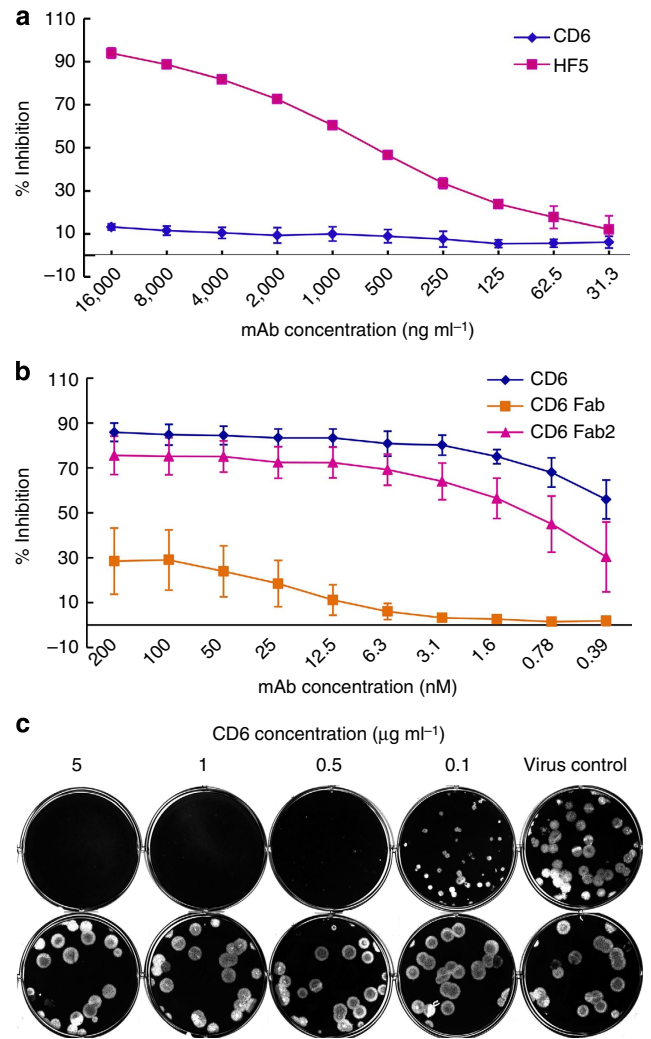 a
110
90
70
50
30
10
–10
% Inhibition
CD6
HF5
16,000 8,000 4,000 2,000 1,000 500 250 125 62.5 31.3
mAb concentration (ng ml⁻¹)
b
110
90
70
50
30
10
–10
% Inhibition
CD6
CD6 Fab
CD6 Fab2
200 100 50 25 12.5 6.3 3.1 1.6 0.78 0.39
mAb concentration (nM)
c
CD6 concentration (μg ml⁻¹)
5 1 0.5 0.1 Virus control